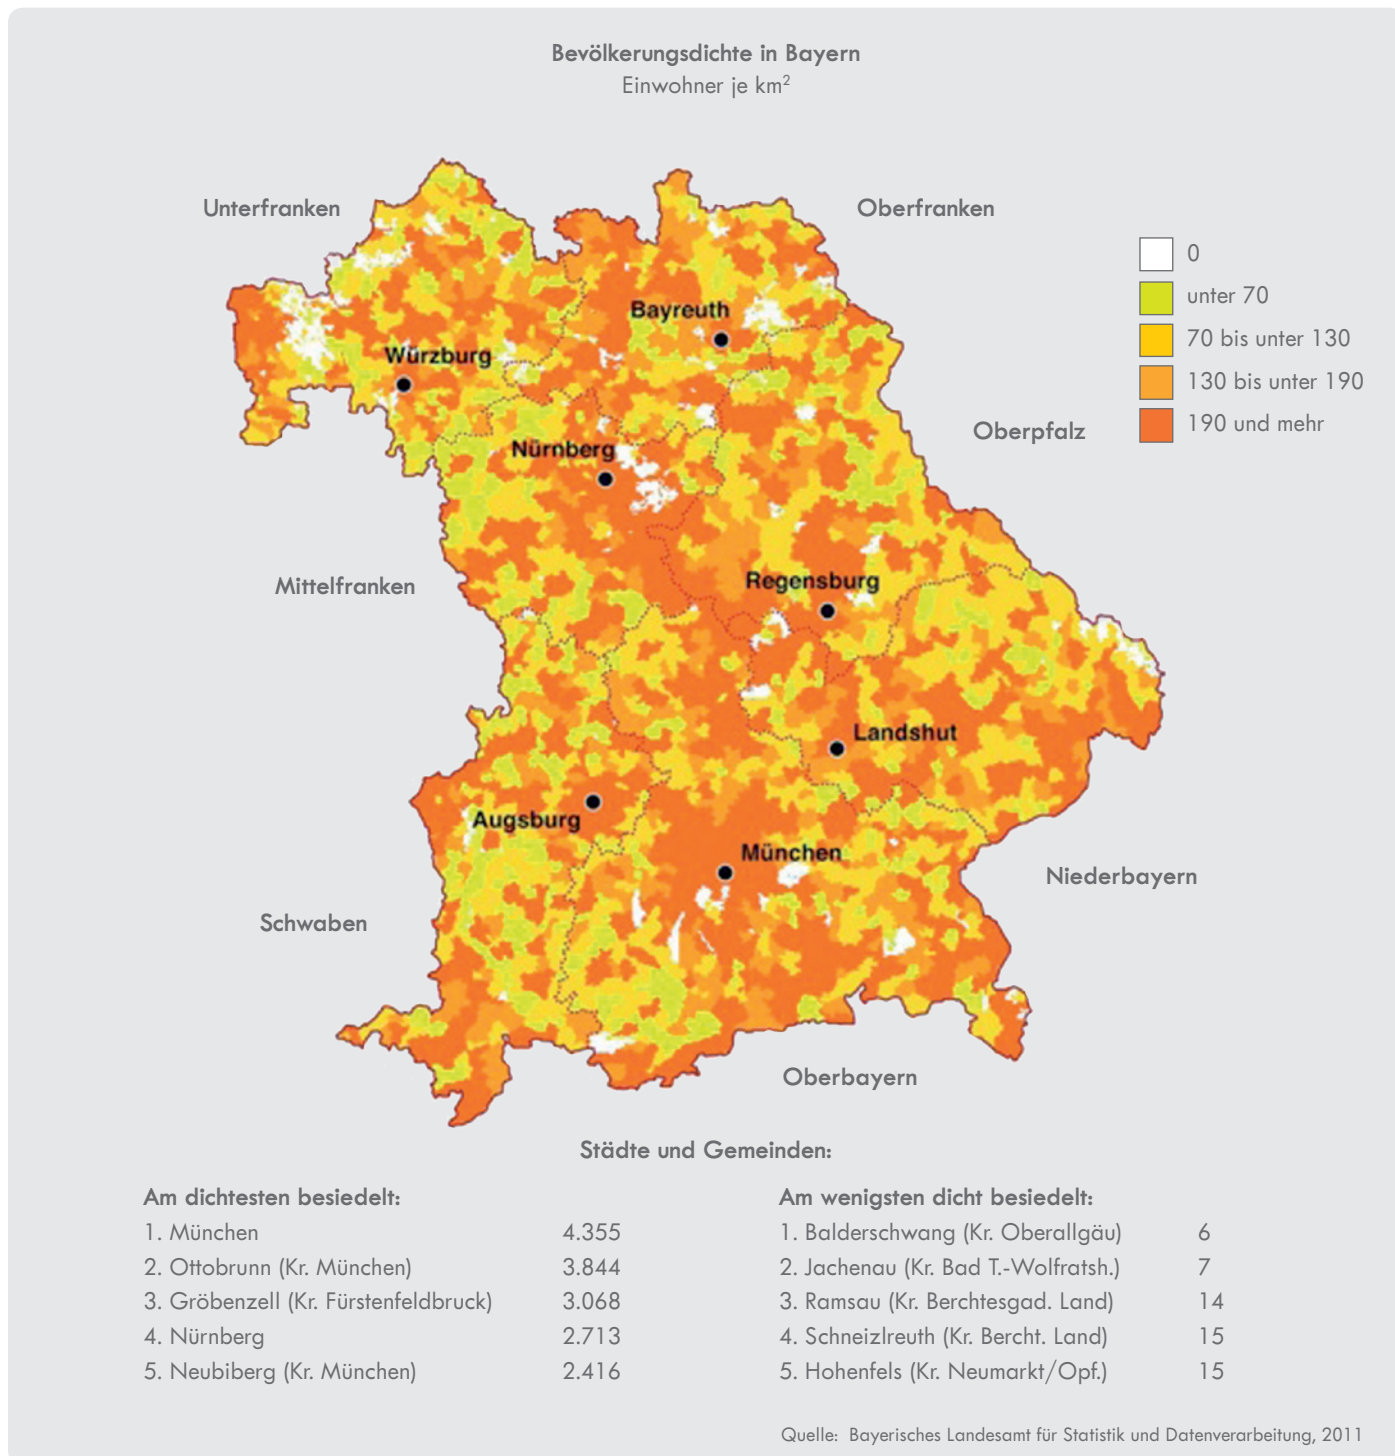 Bevölkerungsdichte in Bayern
Einwohner je km²
Unterfranken
Oberfranken
0
unter 70
70 bis unter 130
130 bis unter 190
190 und mehr
Bayreuth
Würzburg
Oberpfalz
Nürnberg
Mittelfranken
Regensburg
Landshut
Augsburg
München
Niederbayern
Schwaben
Oberbayern
Städte und Gemeinden:
Am dichtesten besiedelt:
1. München 4.355
2. Ottobrunn (Kr. München) 3.844
3. Gröbenzell (Kr. Fürstenfeldbruck) 3.068
4. Nürnberg 2.713
5. Neubiberg (Kr. München) 2.416
Am wenigsten dicht besiedelt:
1. Balderschwang (Kr. Oberallgäu) 6
2. Jachenau (Kr. Bad T.-Wolfratsh.) 7
3. Ramsau (Kr. Berchtesgad. Land) 14
4. Schneizlreuth (Kr. Bercht. Land) 15
5. Hohenfels (Kr. Neumarkt/Opf.) 15
Quelle: Bayerisches Landesamt für Statistik und Datenverarbeitung, 2011